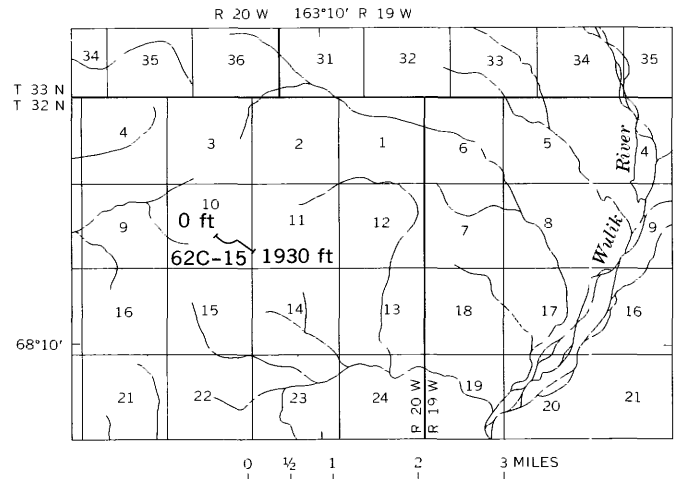 R 20 W 163°10' R 19 W
34 35 36 31 32 33 34 35
T 33 N
T 32 N
4 3 2 1 6 5 4
River
10
9 0 ft 11 12 7 8 9
Wulik
62C-15 1930 ft
16 15 14 13 18 17 16
68°10'
21 22 23 24 19 20 21
R 20 W
R 19 W
0 ½ 1 2 3 MILES